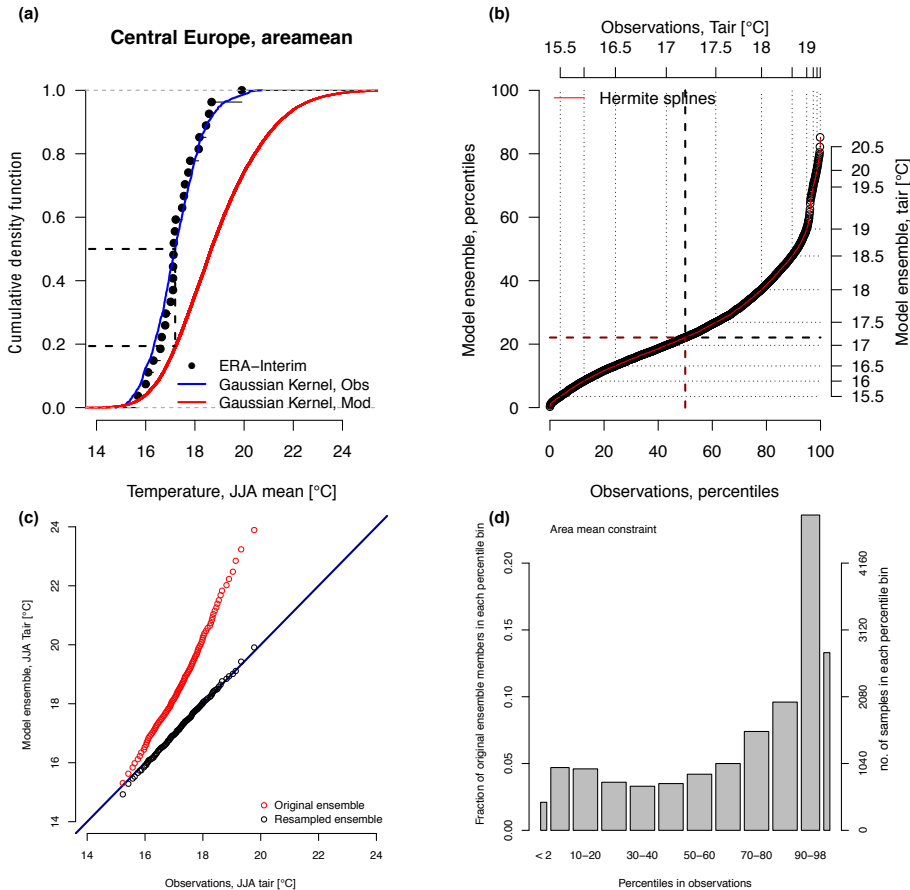 (a)
Central Europe, areamean
Cumulative density function
1.0
0.8
0.6
0.4
0.2
0.0
ERA−Interim
Gaussian Kernel, Obs
Gaussian Kernel, Mod
14 16 18 20 22 24
Temperature, JJA mean [°C]
(b)
Observations, Tair [°C]
15.5 16.5 17 17.5 18 19
Hermite splines
Model ensemble, percentiles
100
80
60
40
20
0
Model ensemble, tair [°C]
20.5
20
19.5
19
18.5
18
17.5
17
16.5
16
15.5
0 20 40 60 80 100
Observations, percentiles
(c)
Model ensemble, JJA Tair [°C]
24
22
20
18
16
14
Original ensemble
Resampled ensemble
14 16 18 20 22 24
Observations, JJA tair [°C]
(d)
Area mean constraint
Fraction of original ensemble members in each percentile bin
0.20
0.15
0.10
0.05
0.00
no. of samples in each percentile bin
4160
3120
2080
1040
0
< 2 10−20 30−40 50−60 70−80 90−98
Percentiles in observations